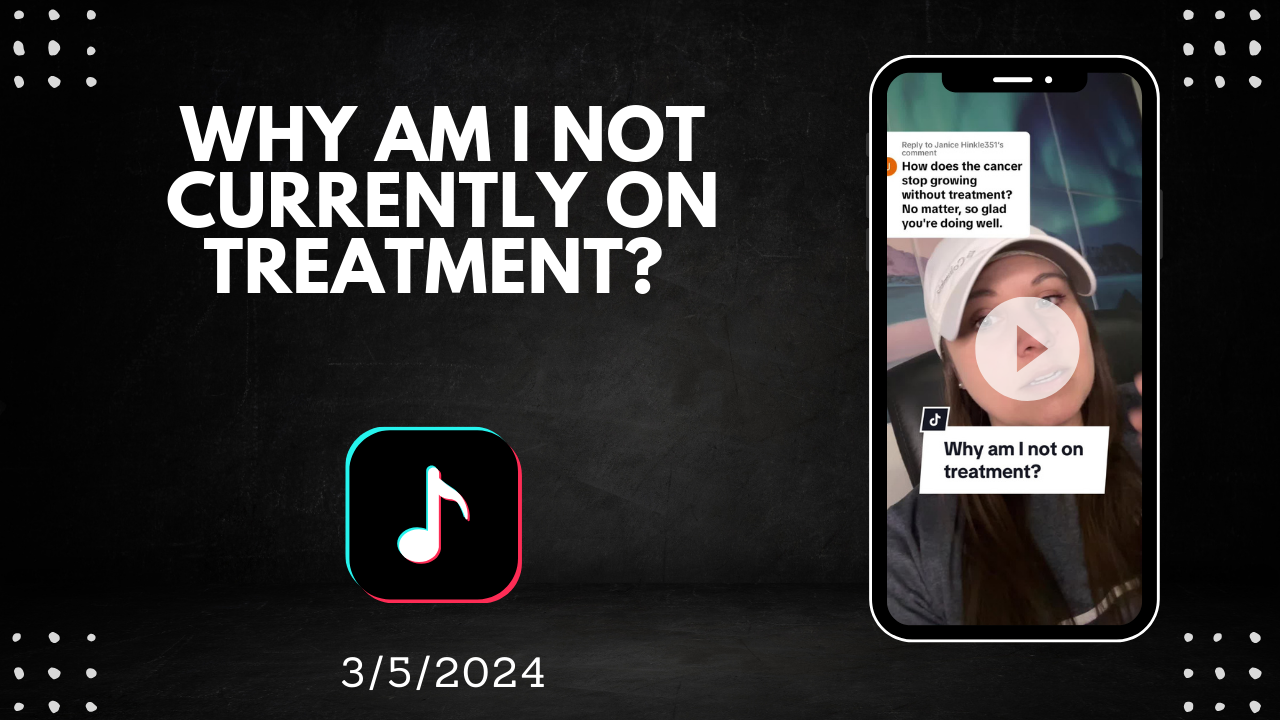 WHY AM I NOT
CURRENTLY ON
TREATMENT?
3/5/2024
Reply to Janice Hinkle351's
comment
How does the cancer
stop growing
without treatment?
No matter, so glad
you're doing well.
Why am I not on
treatment?